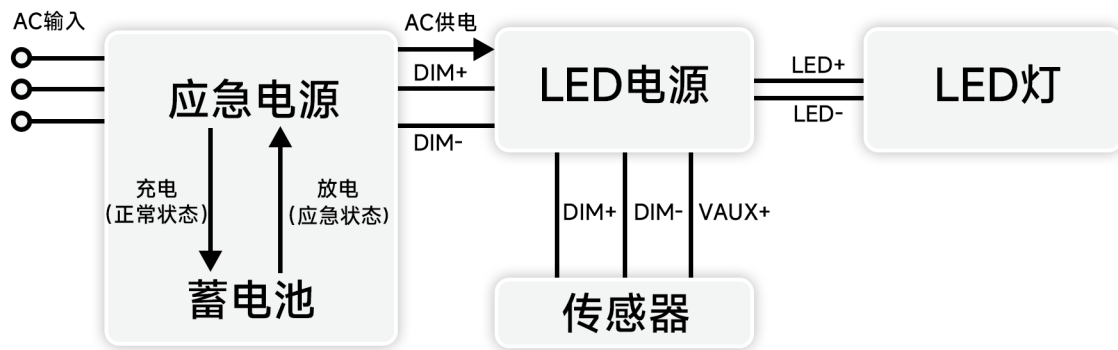 AC输入
应急电源
充电
(正常状态)
放电
(应急状态)
蓄电池
AC供电
DIM+
DIM-
LED电源
LED+
LED-
LED灯
DIM+
DIM-
VAUX+
传感器